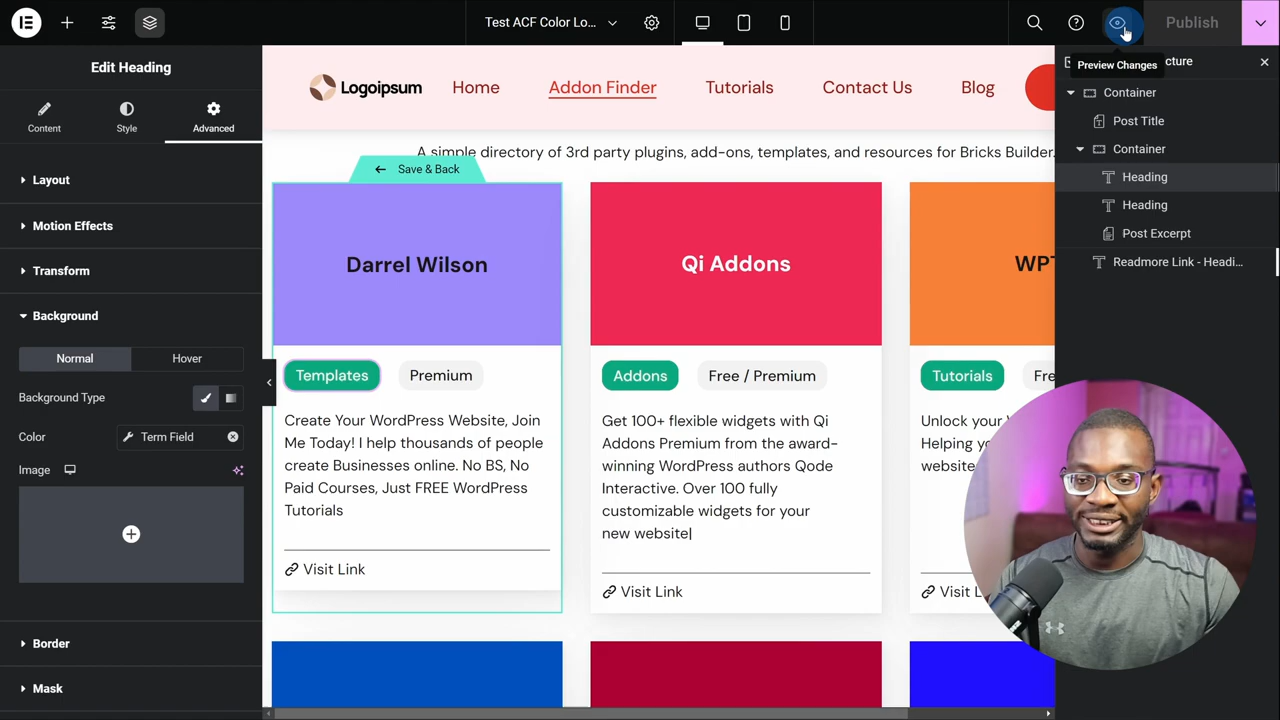 Test ACF Color Lo...
Publish
Preview Changes
Edit Heading
Content
Style
Advanced
Layout
Motion Effects
Transform
Background
Normal
Hover
Background Type
Color
Term Field
Image
Border
Mask
Logoipsum
Home
Addon Finder
Tutorials
Contact Us
Blog
A simple directory of 3rd party plugins, add-ons, templates, and resources for Bricks Builder.
Save & Back
Darrel Wilson
Templates
Premium
Create Your WordPress Website, Join
Me Today! I help thousands of people
create Businesses online. No BS, No
Paid Courses, Just FREE WordPress
Tutorials
Visit Link
Qi Addons
Addons
Free / Premium
Get 100+ flexible widgets with Qi
Addons Premium from the award-
winning WordPress authors Qode
Interactive. Over 100 fully
customizable widgets for your
new website|
Visit Link
WPT
Tutorials
Fre
Unlock your
Helping yo
website
Visit L
cture
Container
Post Title
Container
Heading
Heading
Post Excerpt
Readmore Link - Headi...